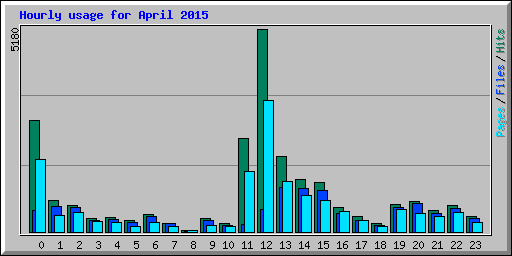 Hourly usage for April 2015
5180
Pages / Files / Hits
0 1 2 3 4 5 6 7 8 9 10 11 12 13 14 15 16 17 18 19 20 21 22 23